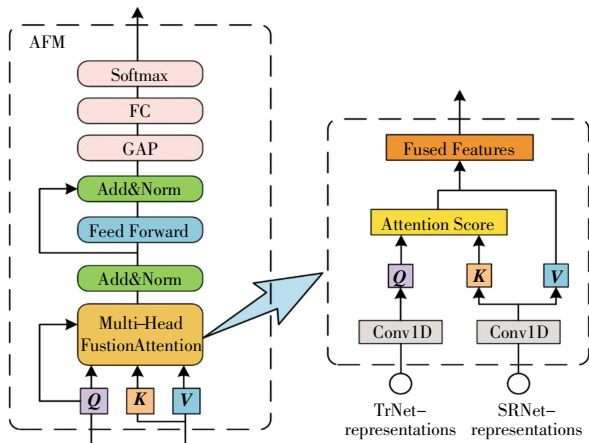 AFM
Softmax
FC
GAP
Add&Norm
Feed Forward
Add&Norm
Multi-Head
FustionAttention
Q K V
Fused Features
Attention Score
Q K V
Conv1D Conv1D
TrNet-
representations
SRNet-
representations